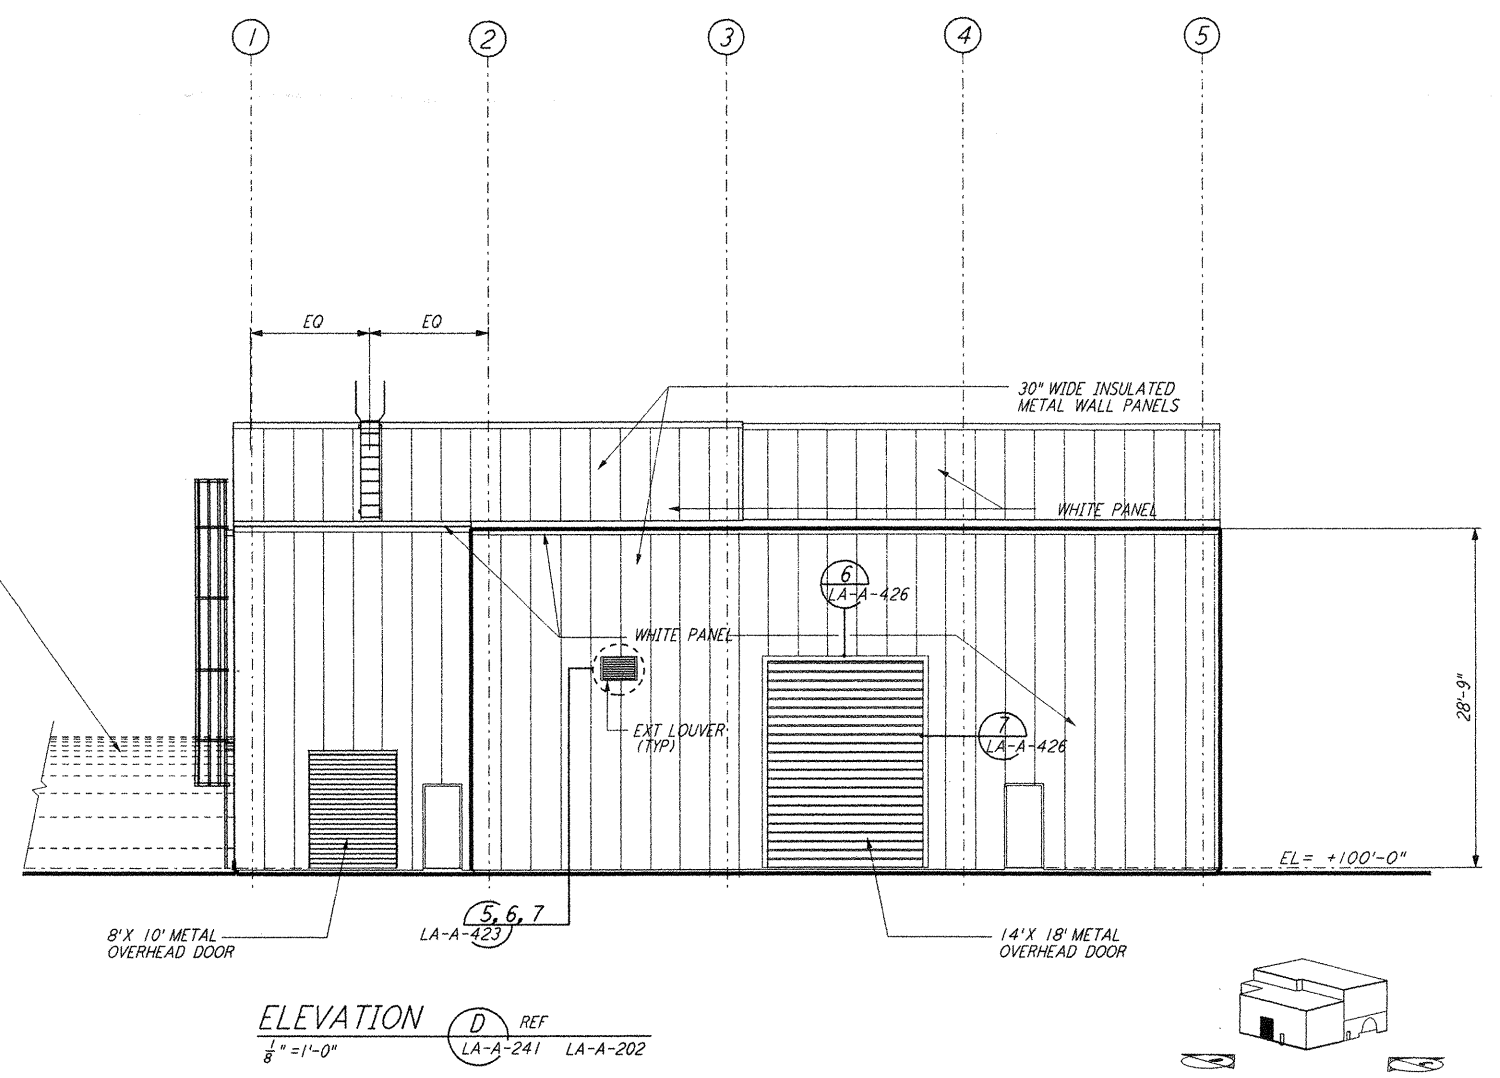 1 2 3 4 5
EQ EQ
30" WIDE INSULATED
METAL WALL PANELS
WHITE PANEL
6
LA-A-426
WHITE PANEL
28'-9"
EXT LOUVER
(TYP)
7
LA-A-426
EL= +100'-0"
5, 6, 7
LA-A-423
8'X 10' METAL
OVERHEAD DOOR
14'X 18' METAL
OVERHEAD DOOR
ELEVATION D REF
1/8" =1'-0" LA-A-241 LA-A-202